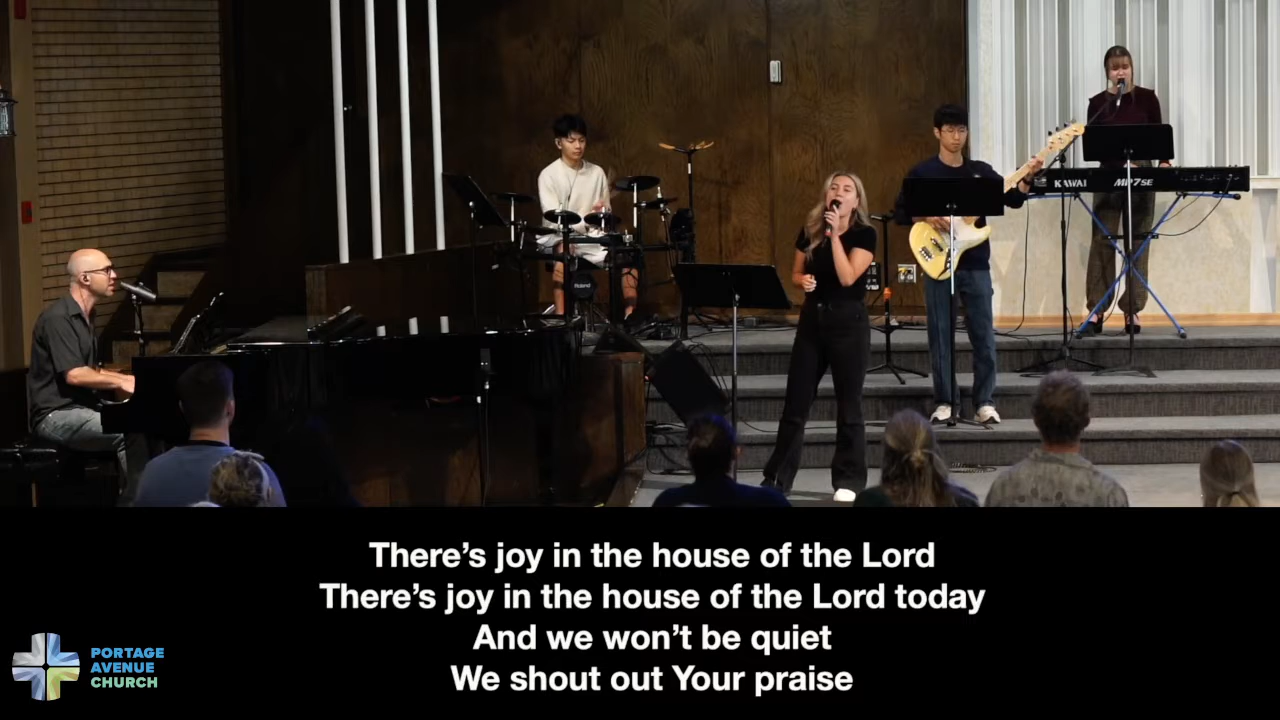 KAWAI MP7SE
Roland
There's joy in the house of the Lord
There's joy in the house of the Lord today
And we won't be quiet
We shout out Your praise
PORTAGE
AVENUE
CHURCH